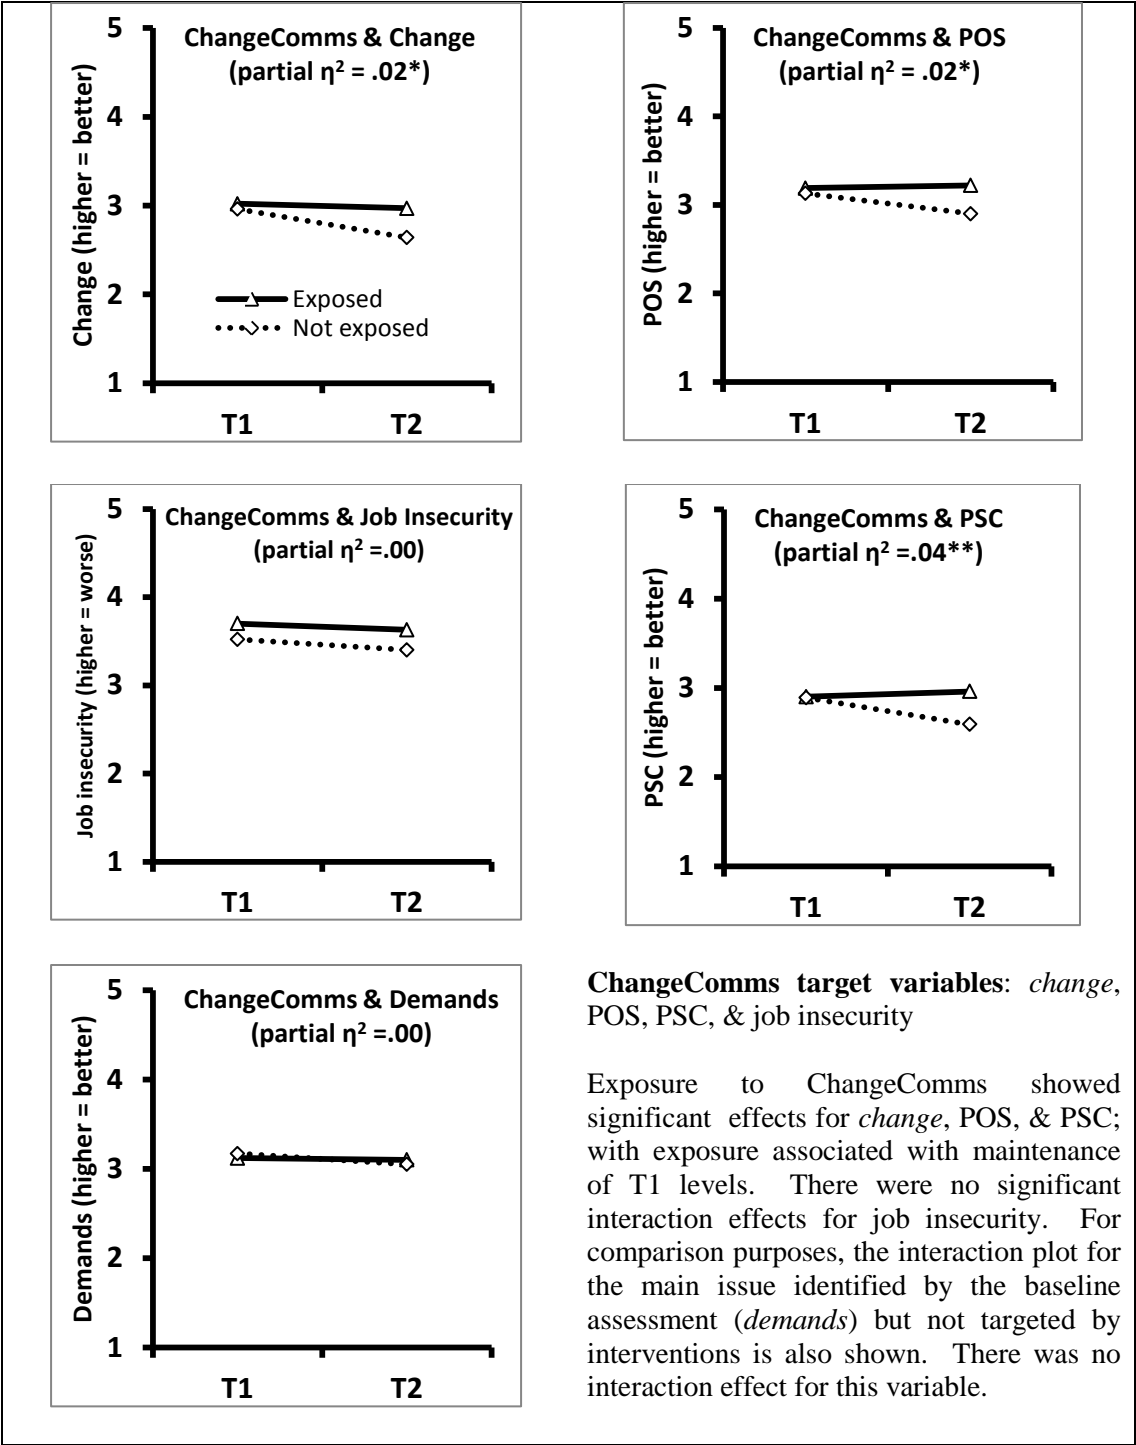 ChangeComms & Change
(partial η² = .02*)
Change (higher = better)
5
4
3
2
1
Exposed
Not exposed
T1 T2
ChangeComms & POS
(partial η² = .02*)
POS (higher = better)
5
4
3
2
1
T1 T2
ChangeComms & Job Insecurity
(partial η² =.00)
Job insecurity (higher = worse)
5
4
3
2
1
T1 T2
ChangeComms & PSC
(partial η² =.04**)
PSC (higher = better)
5
4
3
2
1
T1 T2
ChangeComms & Demands
(partial η² =.00)
Demands (higher = better)
5
4
3
2
1
T1 T2
ChangeComms target variables: change,
POS, PSC, & job insecurity
Exposure to ChangeComms showed
significant effects for change, POS, & PSC;
with exposure associated with maintenance
of T1 levels. There were no significant
interaction effects for job insecurity. For
comparison purposes, the interaction plot for
the main issue identified by the baseline
assessment (demands) but not targeted by
interventions is also shown. There was no
interaction effect for this variable.